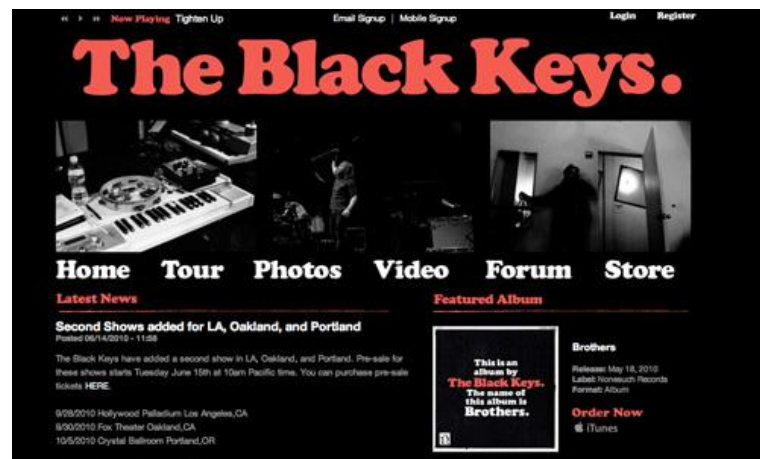 Now Playing Tighten Up
Email Signup | Mobile Signup
Login Register
The Black Keys.
Home Tour Photos Video Forum Store
Latest News
Second Shows added for LA, Oakland, and Portland
Posted 06/14/2010 - 11:58
The Black Keys have added a second show in LA, Oakland, and Portland. Pre-sale for
these shows starts Tuesday June 15th at 10am Pacific time. You can purchase pre-sale
tickets HERE.
9/28/2010 Hollywood Palladium Los Angeles,CA
9/30/2010 Fox Theater Oakland,CA
10/5/2010 Crystal Ballroom Portland,OR
Featured Album
This is an
album by
The Black Keys.
The name of
this album is
Brothers.
Brothers
Release: May 18, 2010
Label: Nonesuch Records
Format: Album
Order Now
iTunes